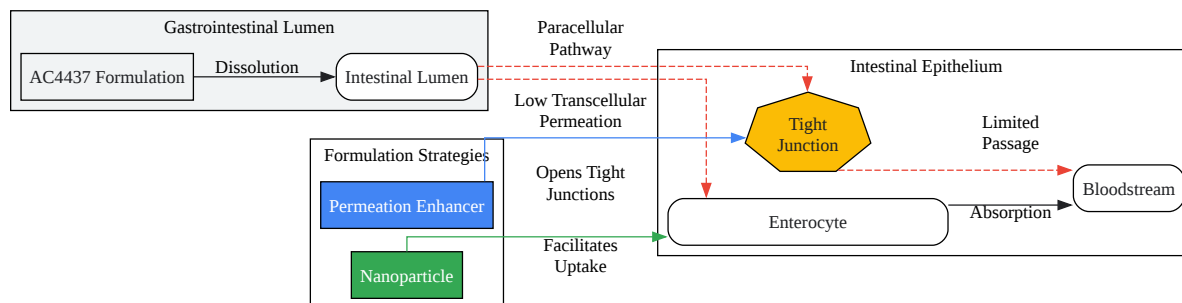 Gastrointestinal Lumen
AC4437 Formulation
Dissolution
Intestinal Lumen
Paracellular
Pathway
Low Transcellular
Permeation
Intestinal Epithelium
Tight
Junction
Limited
Passage
Bloodstream
Formulation Strategies
Permeation Enhancer
Opens Tight
Junctions
Enterocyte
Absorption
Nanoparticle
Facilitates
Uptake